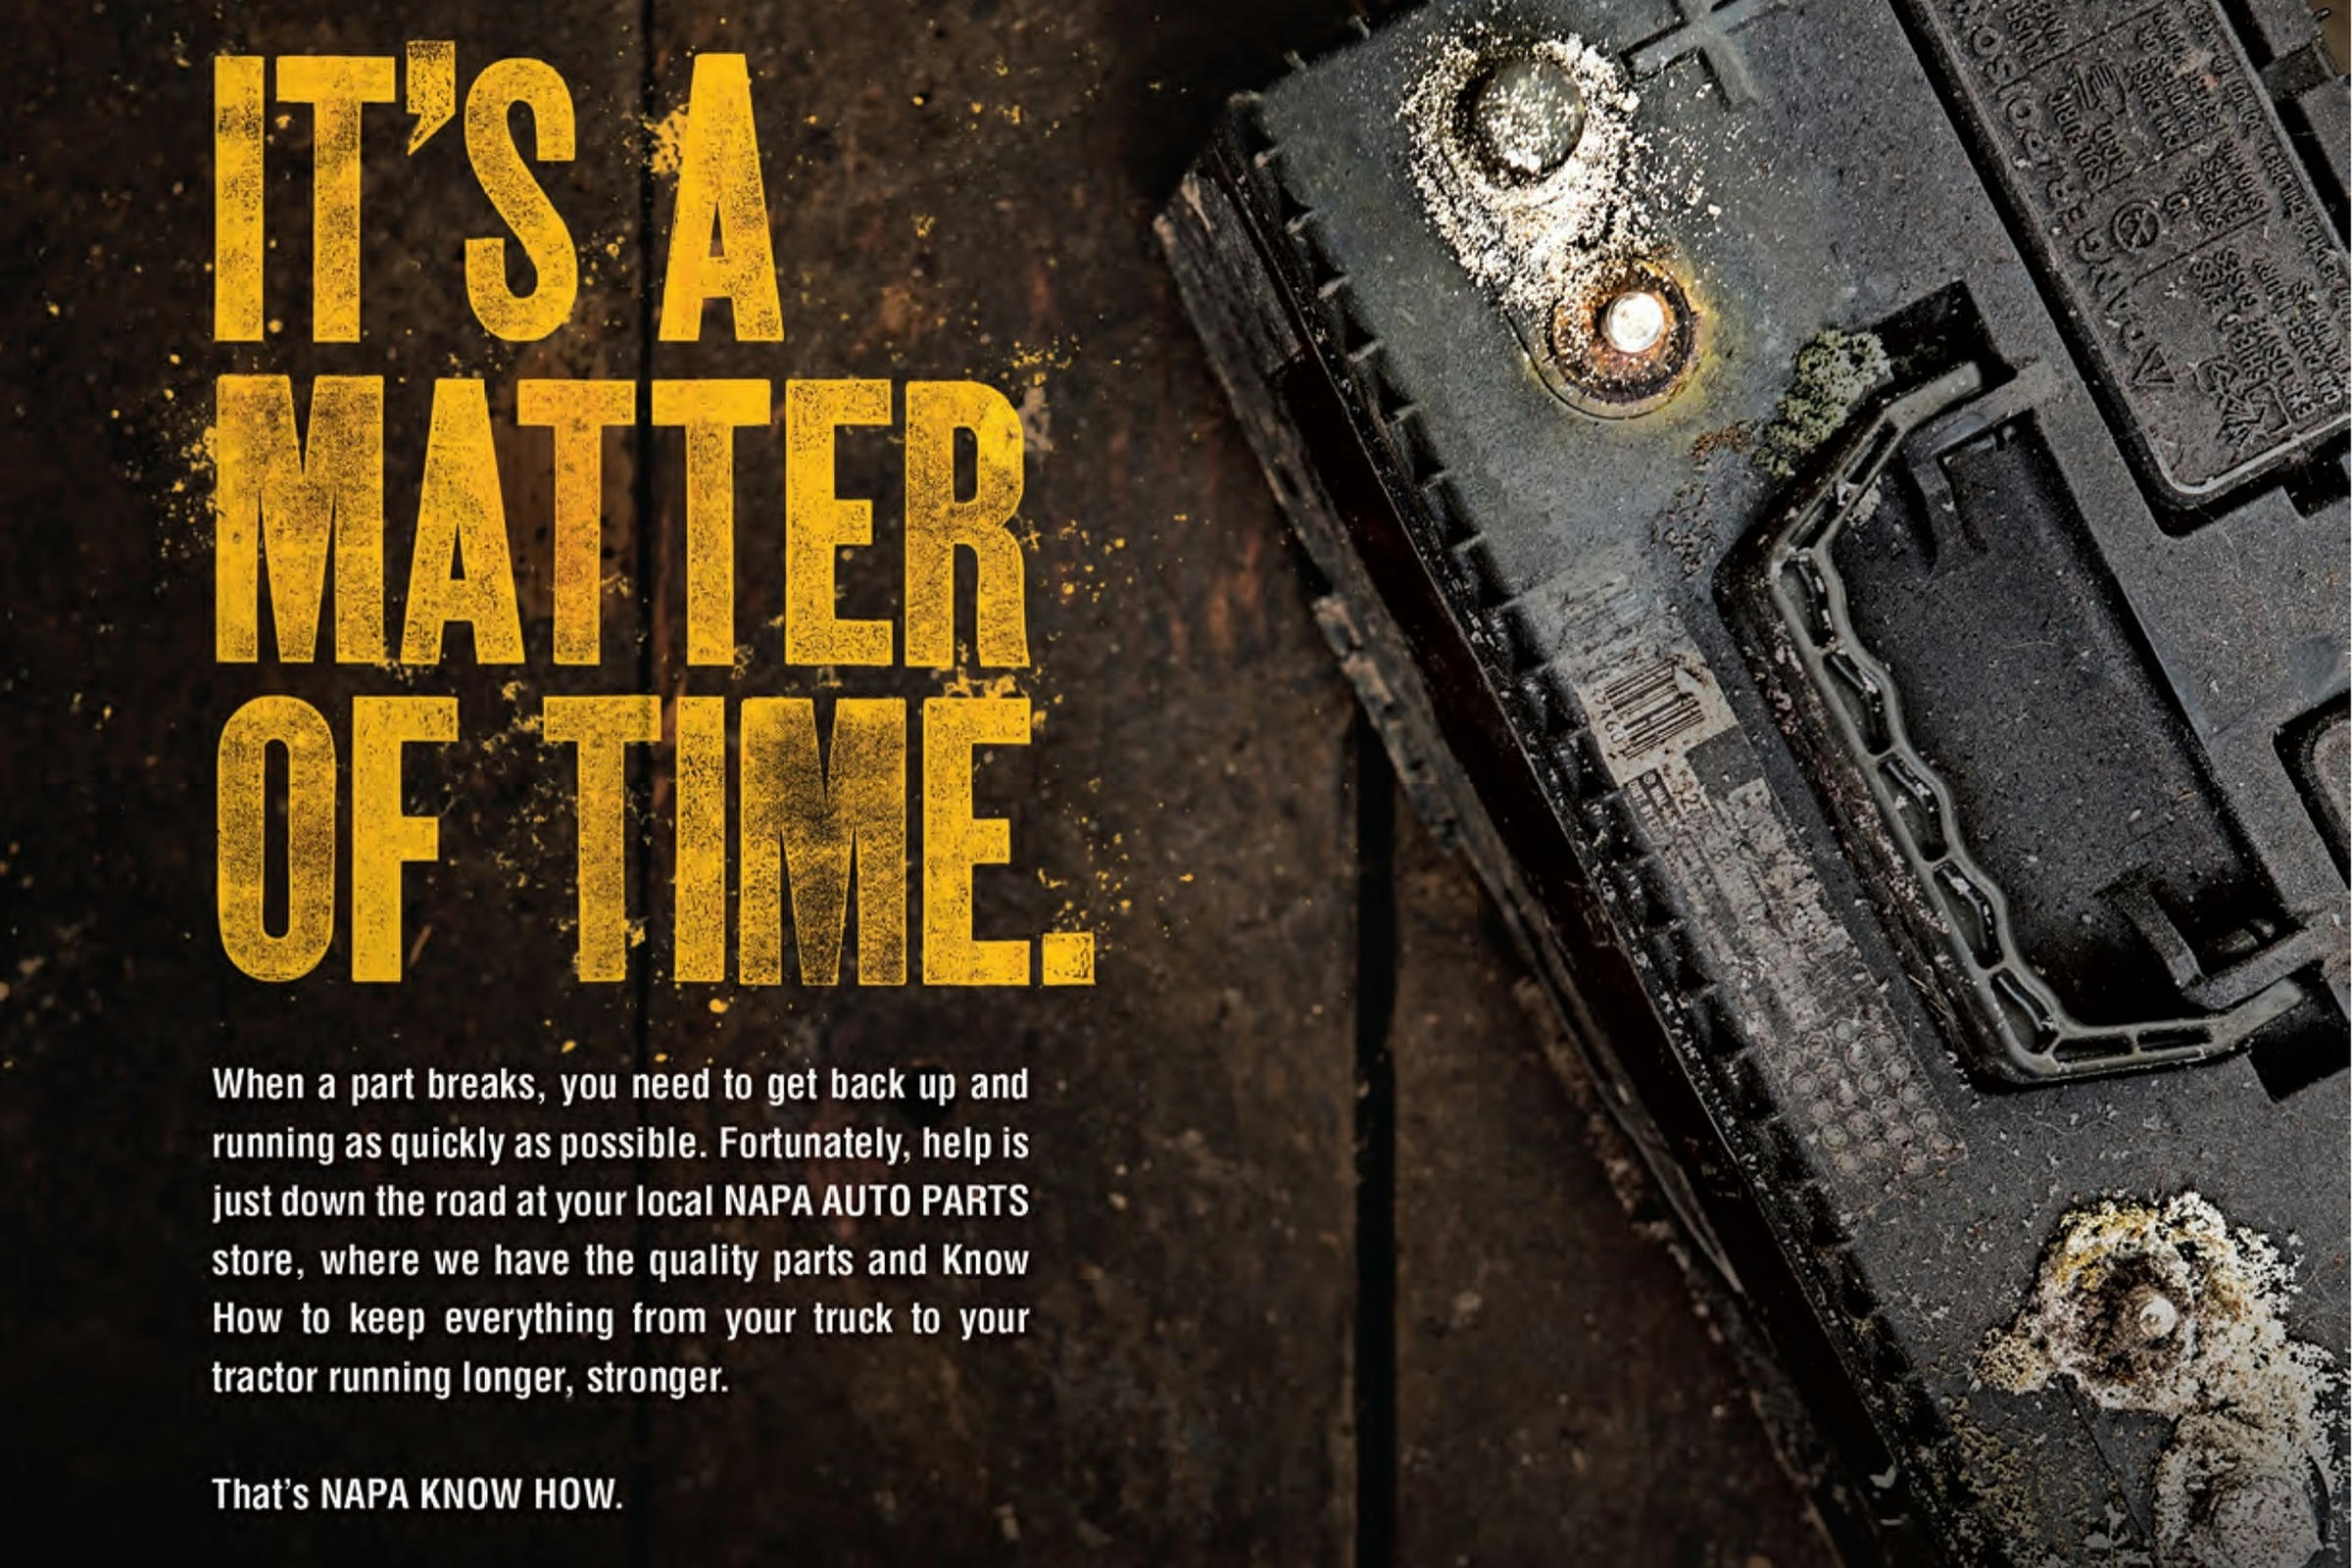 IT'S A
MATTER
OF TIME.
When a part breaks, you need to get back up and
running as quickly as possible. Fortunately, help is
just down the road at your local NAPA AUTO PARTS
store, where we have the quality parts and Know
How to keep everything from your truck to your
tractor running longer, stronger.
That's NAPA KNOW HOW.